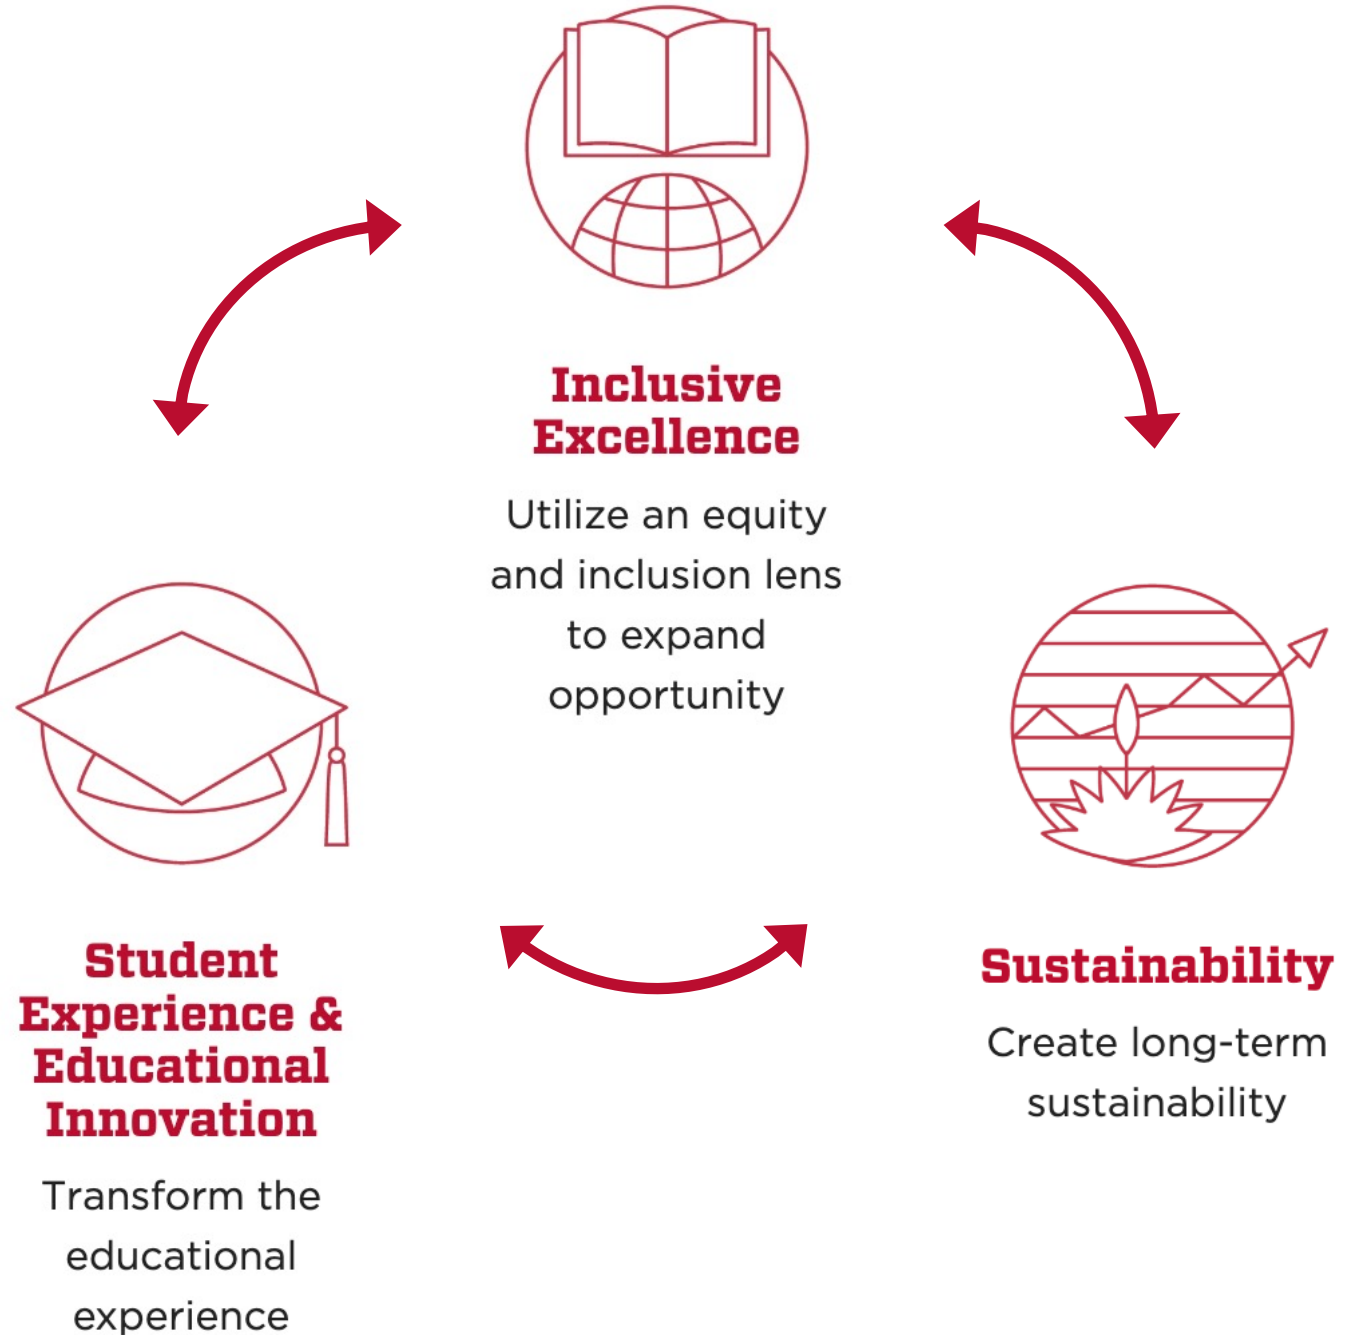 Inclusive
Excellence
Utilize an equity
and inclusion lens
to expand
opportunity
Student
Experience &
Educational
Innovation
Transform the
educational
experience
Sustainability
Create long-term
sustainability